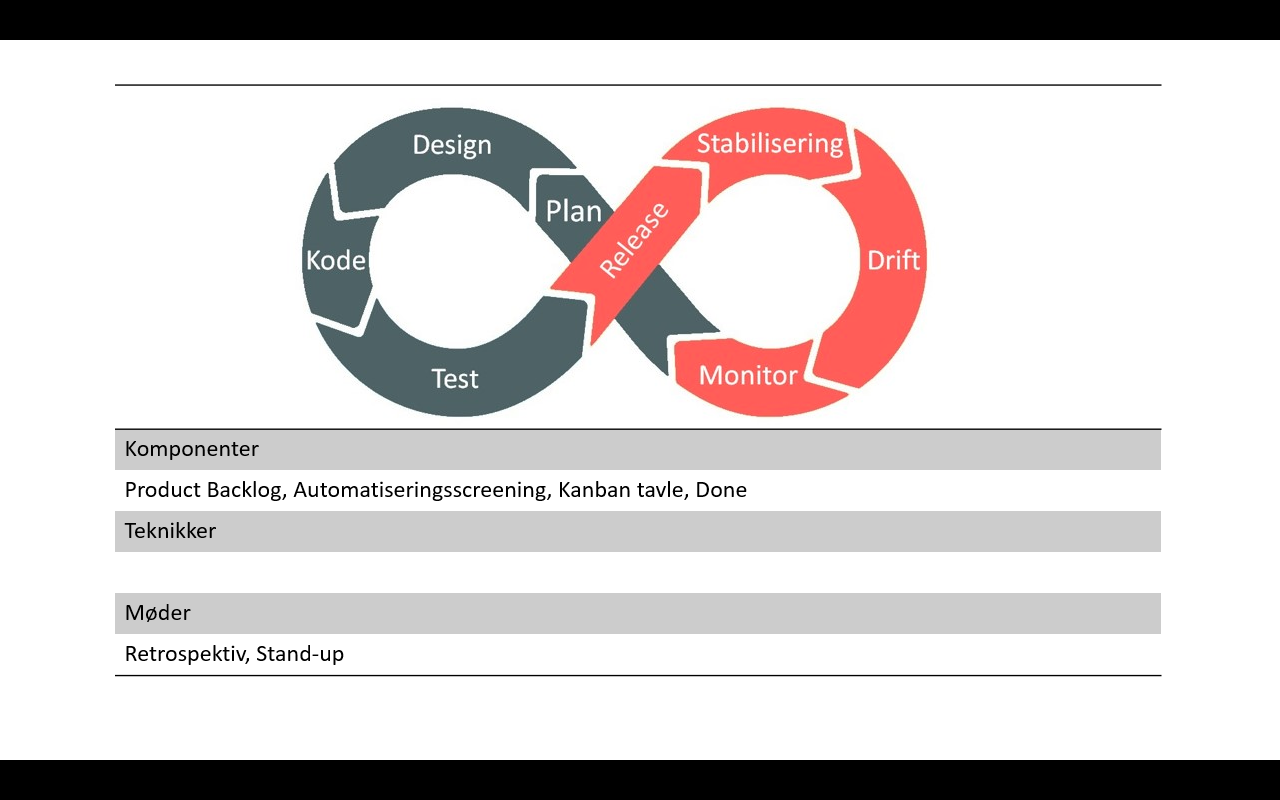 Design
Plan
Kode
Test
Release
Stabilisering
Drift
Monitor
Komponenter
Product Backlog, Automatiseringsscreening, Kanban tavle, Done
Teknikker
Møder
Retrospektiv, Stand-up